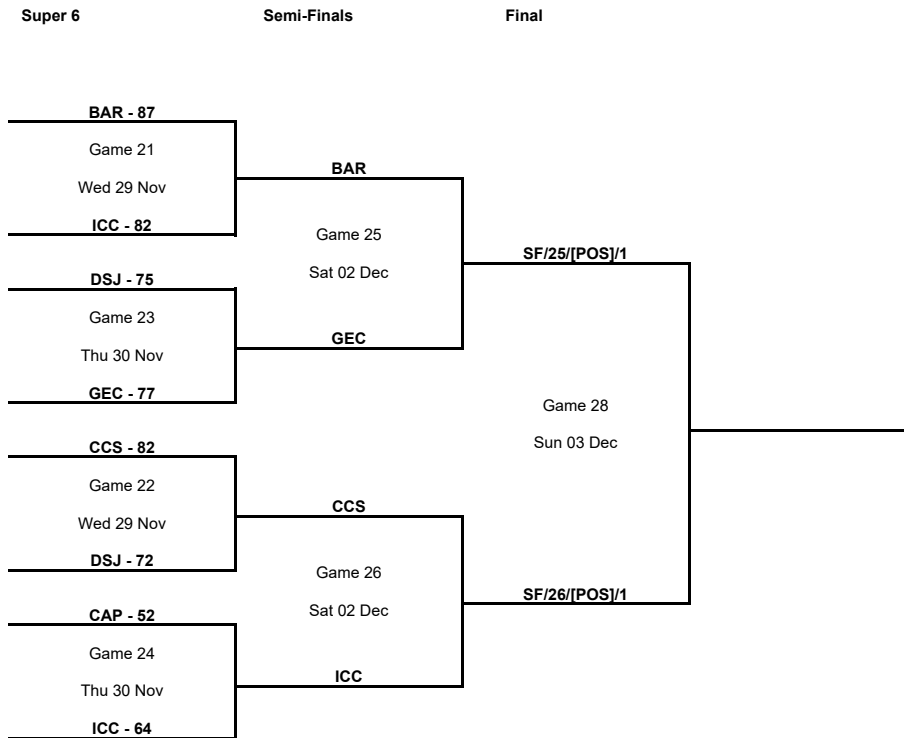 Super 6
Semi-Finals
Final
BAR - 87
Game 21
Wed 29 Nov
ICC - 82
DSJ - 75
Game 23
Thu 30 Nov
GEC - 77
CCS - 82
Game 22
Wed 29 Nov
DSJ - 72
CAP - 52
Game 24
Thu 30 Nov
ICC - 64
BAR
Game 25
Sat 02 Dec
GEC
CCS
Game 26
Sat 02 Dec
ICC
SF/25/[POS]/1
Game 28
Sun 03 Dec
SF/26/[POS]/1